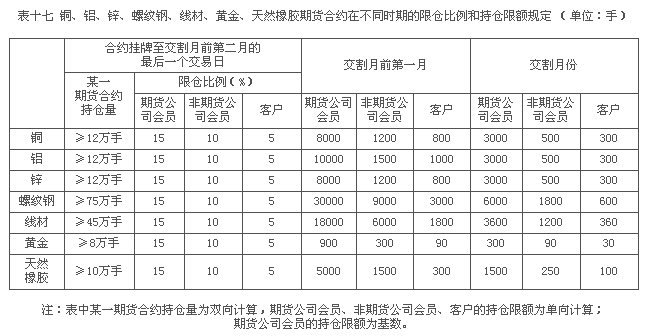 表十七 铜、铝、锌、螺纹钢、线材、黄金、天然橡胶期货合约在不同时期的限仓比例和持仓限额规定（单位：手）
合约挂牌至交割月前第二月的
最后一个交易日
交割月前第一月
交割月份
某一
期货合约
持仓量
限仓比例（%）
期货公
司会员
非期货公
司会员
客户
期货公
司会员
非期货公
司会员
客户
期货公
司会员
非期货公
司会员
客户
铜 ≥12万手 15 10 5 8000 1200 800 3000 500 300
铝 ≥12万手 15 10 5 10000 1500 1000 3000 500 300
锌 ≥12万手 15 10 5 8000 1200 800 3000 500 300
螺纹钢 ≥75万手 15 10 5 30000 9000 3000 6000 1800 600
线材 ≥45万手 15 10 5 18000 6000 1800 3600 1200 360
黄金 ≥8万手 15 10 5 900 300 90 300 90 30
天然
橡胶 ≥10万手 15 10 5 5000 1500 300 1500 250 100
注：表中某一期货合约持仓量为双向计算，期货公司会员、非期货公司会员、客户的持仓限额为单向计算；
期货公司会员的持仓限额为基数。